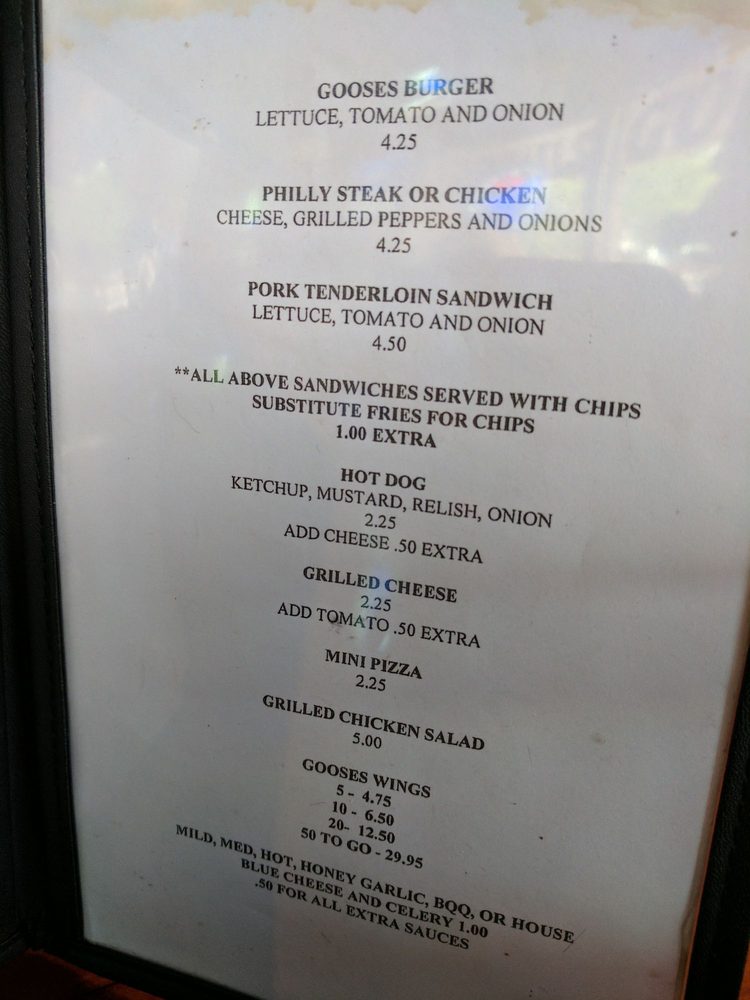 GOOSES BURGER
LETTUCE, TOMATO AND ONION
4.25
PHILLY STEAK OR CHICKEN
CHEESE, GRILLED PEPPERS AND ONIONS
4.25
PORK TENDERLOIN SANDWICH
LETTUCE, TOMATO AND ONION
4.50
**ALL ABOVE SANDWICHES SERVED WITH CHIPS
SUBSTITUTE FRIES FOR CHIPS
1.00 EXTRA
HOT DOG
KETCHUP, MUSTARD, RELISH, ONION
2.25
ADD CHEESE .50 EXTRA
GRILLED CHEESE
2.25
ADD TOMATO .50 EXTRA
MINI PIZZA
2.25
GRILLED CHICKEN SALAD
5.00
GOOSES WINGS
5 - 4.75
10 - 6.50
20- 12.50
50 TO GO - 29.95
MILD, MED, HOT, HONEY GARLIC, BQQ, OR HOUSE
BLUE CHEESE AND CELERY 1.00
.50 FOR ALL EXTRA SAUCES